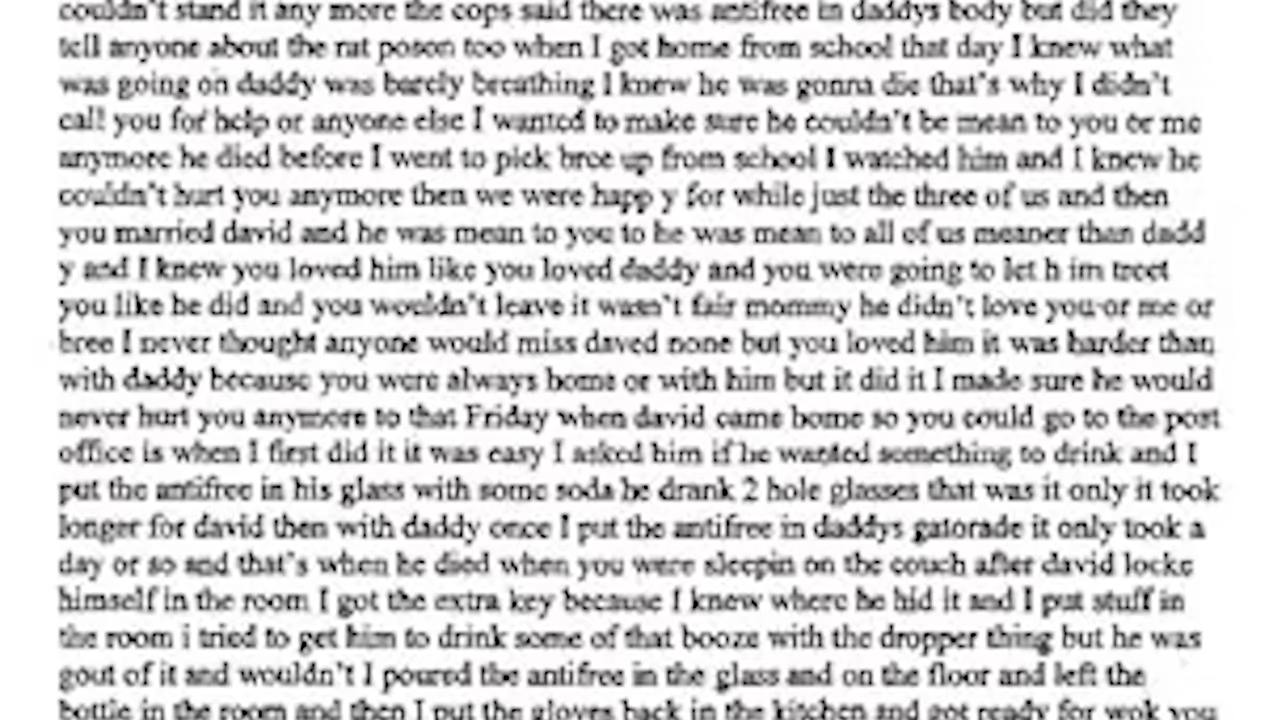 couldn't stand it any more the cops said there was antifree in daddys body but did they
tell anyone about the rat poson too when I got home from school that day I knew what
was going on daddy was barely breathing I knew he was gonna die that's why I didn't
call you for help or anyone else I wanted to make sure he couldn't be mean to you or me
anymore he died before I went to pick bree up from school I watched him and I knew he
couldn't hurt you anymore then we were happ y for while just the three of us and then
you married david and he was mean to you to he was mean to all of us meaner than dadd
y and I knew you loved him like you loved daddy and you were going to let h im treet
you like he did and you wouldn't leave it wasn't fair mommy he didn't love you or me or
bree I never thought anyone would miss daved none but you loved him it was harder than
with daddy because you were always home or with him but it did it I made sure he would
never hurt you anymore to that Friday when david came home so you could go to the post
office is when I first did it it was easy I asked him if he wanted something to drink and I
put the antifree in his glass with some soda he drank 2 hole glasses that was it only it took
longer for david then with daddy once I put the antifree in daddys gatorade it only took a
day or so and that's when he died when you were sleepin on the couch after david locke
himself in the room I got the extra key because I knew where he hid it and I put stuff in
the room i tried to get him to drink some of that booze with the dropper thing but he was
gout of it and wouldn't I poured the antifree in the glass and on the floor and left the
bottle in the room and then I put the gloves back in the kitchen and got ready for wok you